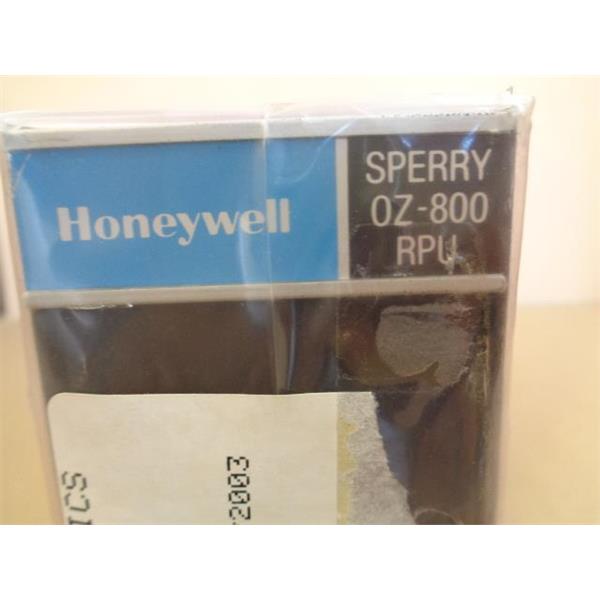 Honeywell
SPERRY
OZ-800
RPU
ICS
2003